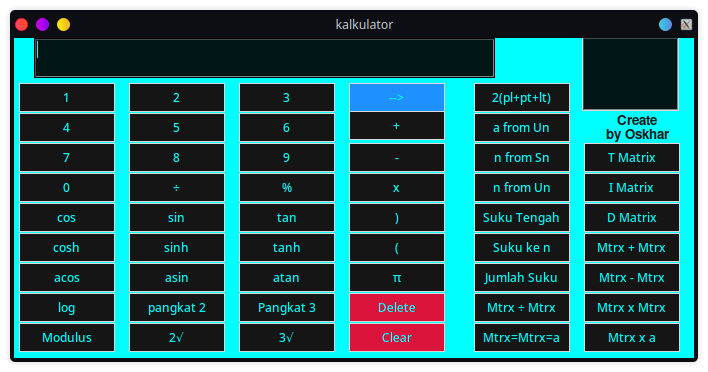 kalkulator
X
1 2 3 --> 2(pl+pt+lt)
4 5 6 + a from Un
Create
by Oskhar
7 8 9 - n from Sn T Matrix
0 ÷ % x n from Un I Matrix
cos sin tan ) Suku Tengah D Matrix
cosh sinh tanh ( Suku ke n Mtrx + Mtrx
acos asin atan π Jumlah Suku Mtrx - Mtrx
log pangkat 2 Pangkat 3 Delete Mtrx ÷ Mtrx Mtrx x Mtrx
Modulus 2√ 3√ Clear Mtrx=Mtrx=a Mtrx x a